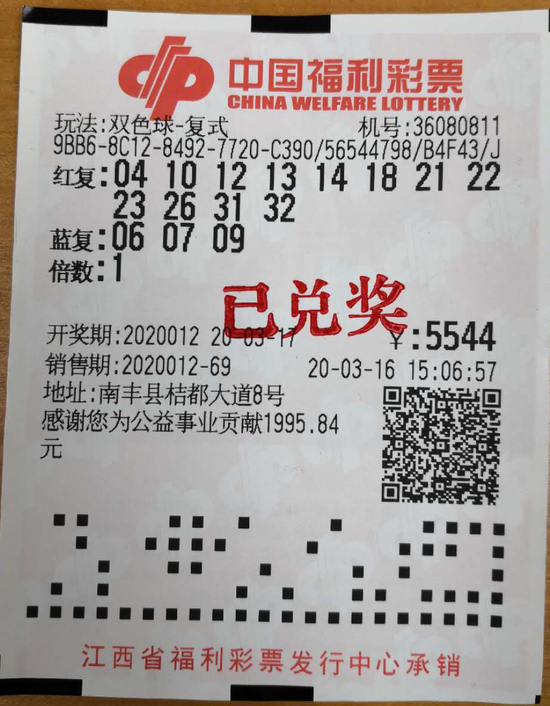 中国福利彩票
CHINA WELFARE LOTTERY
玩法:双色球-复式 机号:36080811
9BB6-8C12-8492-7720-C390/56544798/B4F43/J
红复:04 10 12 13 14 18 21 22
23 26 31 32
蓝复:06 07 09
倍数:1
已兑奖
开奖期:2020012 20-03-17 ¥:5544
销售期:2020012-69 20-03-16 15:06:57
地址:南丰县桔都大道8号
感谢您为公益事业贡献1995.84
元
江西省福利彩票发行中心承销